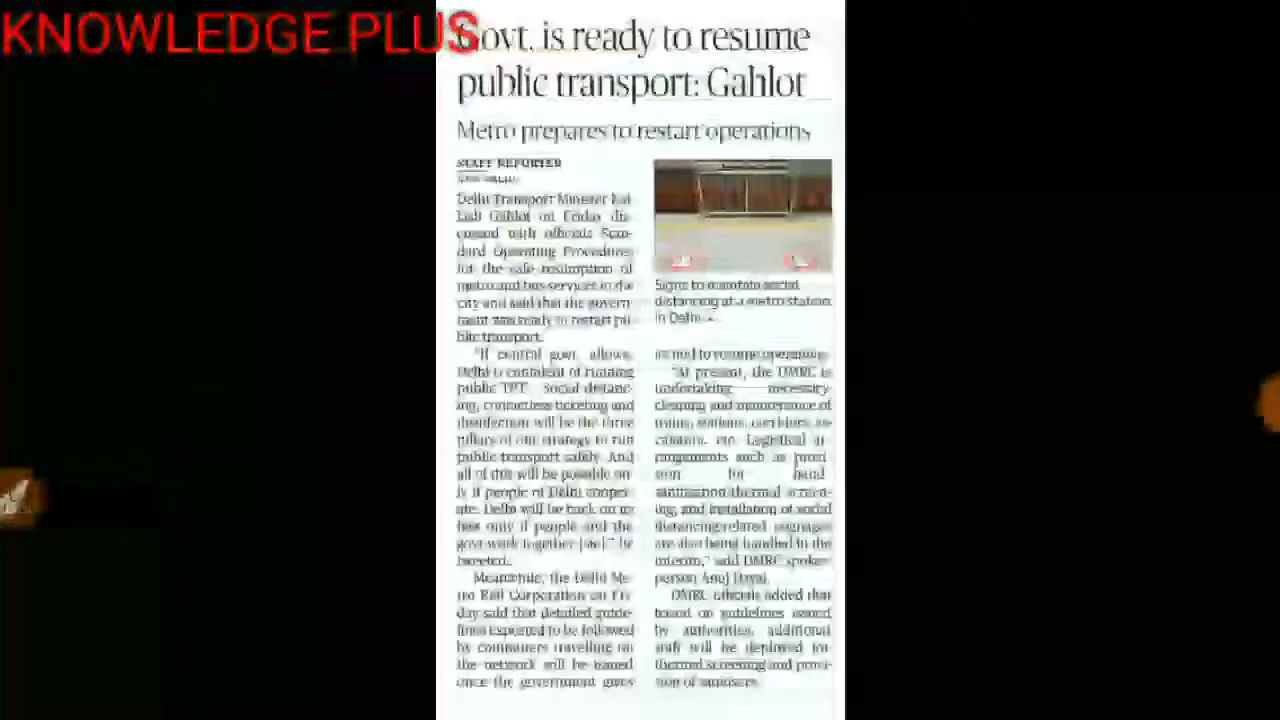 KNOWLEDGE PLUS
Govt. is ready to resume
public transport: Gahlot
Metro prepares to restart operations
STAFF REPORTER
NEW DELHI
Delhi Transport Minister Kai-
lash Gahlot on Friday dis-
cussed with officials Stan-
dard Operating Procedures
for the safe resumption of
metro and bus services in the
city and said that the govern-
ment was ready to restart pu-
blic transport.
"If central govt. allows,
Delhi is confident of running
public TPT. Social distanc-
ing, contactless ticketing and
disinfection will be the three
pillars of our strategy to run
public transport safely. And
all of this will be possible on-
ly if people of Delhi cooper-
ate. Delhi will be back on its
feet only if people and the
govt work together [sic]," he
tweeted.
Meanwhile, the Delhi Me-
tro Rail Corporation on Fri-
day said that detailed guide-
lines expected to be followed
by commuters travelling on
the network will be issued
once the government gives
Signs to maintain social
distancing at a metro station
in Delhi.
its nod to resume operations.
"At present, the DMRC is
undertaking necessary
cleaning and maintenance of
trains, stations, corridors, es-
calators, etc. Logistical ar-
rangements such as provi-
sion for hand
sanitisation, thermal screen-
ing, and installation of social
distancing-related signages
are also being handled in the
interim," said DMRC spokes-
person Anuj Dayal.
DMRC officials added that
based on guidelines issued
by authorities, additional
staff will be deployed for
thermal screening and provi-
sion of sanitisers.